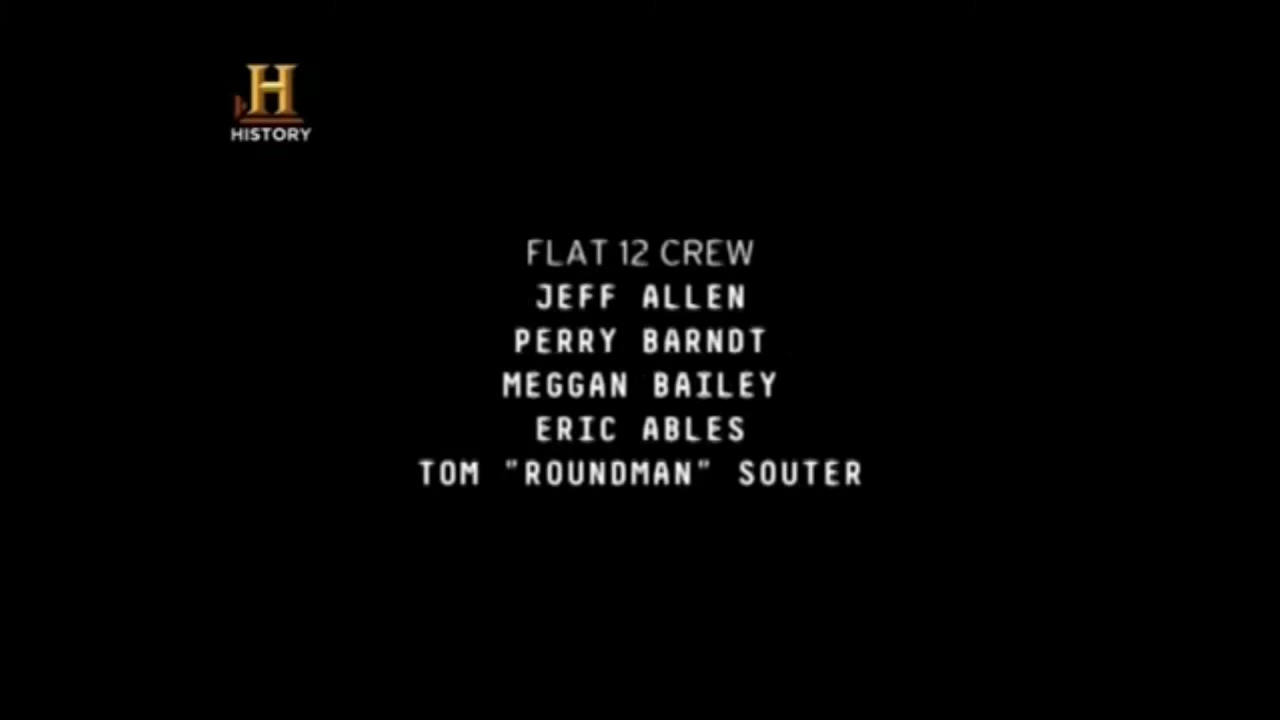 H
HISTORY
FLAT 12 CREW
JEFF ALLEN
PERRY BARNDT
MEGGAN BAILEY
ERIC ABLES
TOM "ROUNDMAN" SOUTER